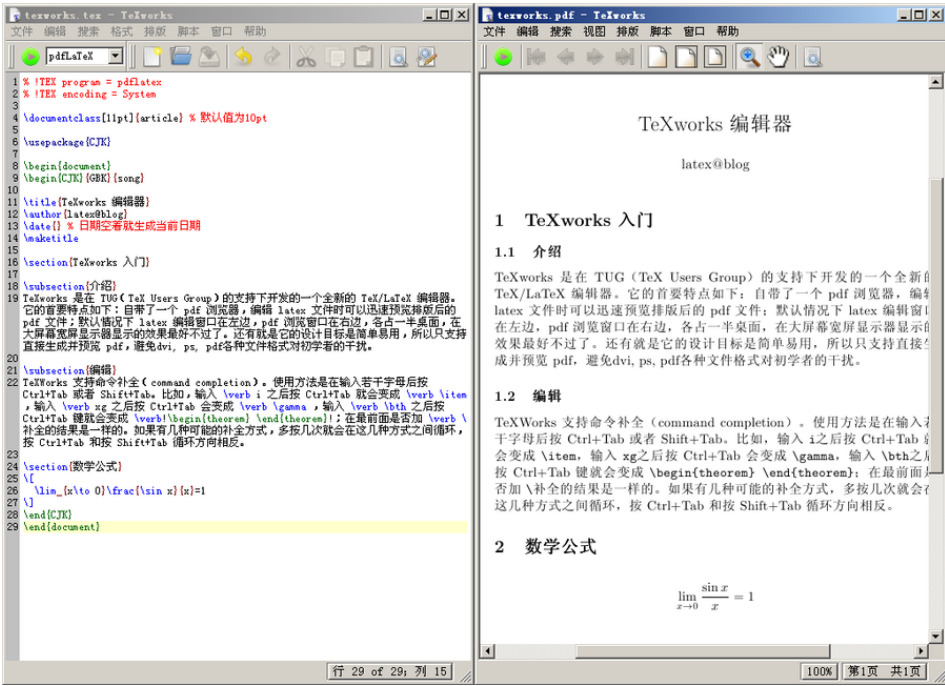 texworks.tex - TeXworks
文件 编辑 搜索 格式 排版 脚本 窗口 帮助
pdfLaTeX
1 % !TEX program = pdflatex
2 % !TEX encoding = System
3
4 \documentclass[11pt]{article} % 默认值为10pt
5
6 \usepackage{CJK}
7
8 \begin{document}
9 \begin{CJK}{GBK}{song}
10
11 \title{TeXworks 编辑器}
12 \author{latex@blog}
13 \date{} % 日期空着就生成当前日期
14 \maketitle
15
16 \section{TeXworks 入门}
17
18 \subsection{介绍}
19 TeXworks 是在 TUG(TeX Users Group)的支持下开发的一个全新的 TeX/LaTeX 编辑器。
它的首要特点如下:自带了一个 pdf 浏览器,编辑 latex 文件时可以迅速预览排版后的
pdf 文件;默认情况下 latex 编辑窗口在左边,pdf 浏览窗口在右边,各占一半桌面,在
大屏幕宽屏显示器显示的效果最好不过了。还有就是它的设计目标是简单易用,所以只支持
直接生成并预览 pdf,避免dvi, ps, pdf各种文件格式对初学者的干扰。
20
21 \subsection{编辑}
22 TeXWorks 支持命令补全(command completion)。使用方法是在输入若干字母后按
Ctrl+Tab 或者 Shift+Tab。比如,输入 \verb i 之后按 Ctrl+Tab 就会变成 \verb \item
,输入 \verb xg 之后按 Ctrl+Tab 会变成 \verb \gamma ,输入 \verb \bth 之后按
Ctrl+Tab 键就会变成 \verb!\begin{theorem} \end{theorem}!;在最前面是否加 \verb \
补全的结果是一样的。如果有几种可能的补全方式,多按几次就会在这几种方式之间循环,
按 Ctrl+Tab 和按 Shift+Tab 循环方向相反。
23
24 \section{数学公式}
25 \[
26 \lim_{x\to 0}\frac{\sin x}{x}=1
27 \]
28 \end{CJK}
29 \end{document}
行 29 of 29; 列 15
texworks.pdf - TeXworks
文件 编辑 搜索 视图 排版 脚本 窗口 帮助
TeXworks 编辑器
latex@blog
1 TeXworks 入门
1.1 介绍
TeXworks 是在 TUG(TeX Users Group)的支持下开发的一个全新的
TeX/LaTeX 编辑器。它的首要特点如下:自带了一个 pdf 浏览器,编辑
latex 文件时可以迅速预览排版后的 pdf 文件;默认情况下 latex 编辑窗口
在左边,pdf 浏览窗口在右边,各占一半桌面,在大屏幕宽屏显示器显示的
效果最好不过了。还有就是它的设计目标是简单易用,所以只支持直接生
成并预览 pdf,避免dvi, ps, pdf各种文件格式对初学者的干扰。
1.2 编辑
TeXWorks 支持命令补全(command completion)。使用方法是在输入若
干字母后按 Ctrl+Tab 或者 Shift+Tab。比如,输入 i之后按 Ctrl+Tab 就
会变成 \item,输入 xg之后按 Ctrl+Tab 会变成 \gamma,输入 \bth之后
按 Ctrl+Tab 键就会变成 \begin{theorem} \end{theorem};在最前面是
否加 \补全的结果是一样的。如果有几种可能的补全方式,多按几次就会在
这几种方式之间循环,按 Ctrl+Tab 和按 Shift+Tab 循环方向相反。
2 数学公式
lim x→0 sin x / x = 1
100% 第1页 共1页